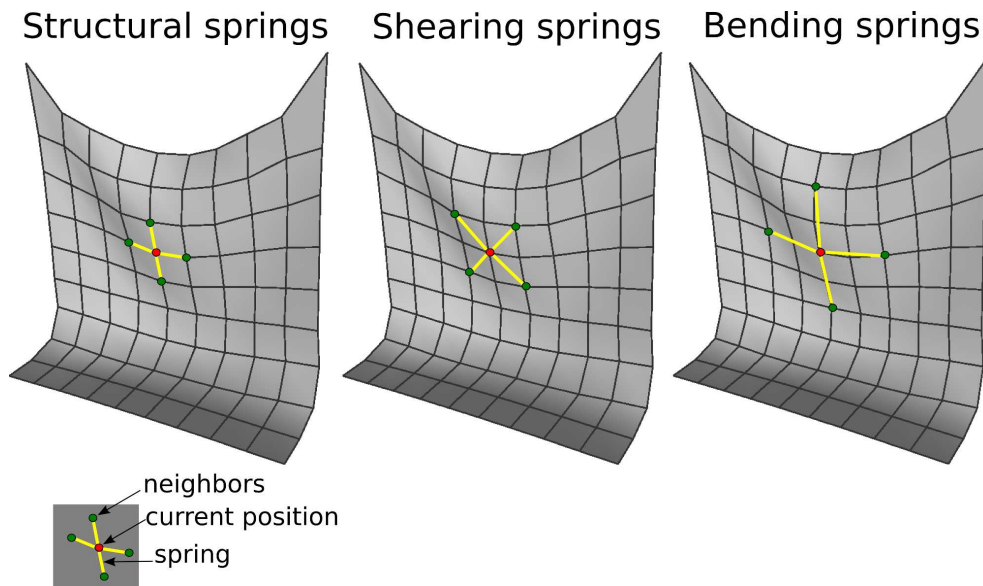 Structural springs
Shearing springs
Bending springs
neighbors
current position
spring